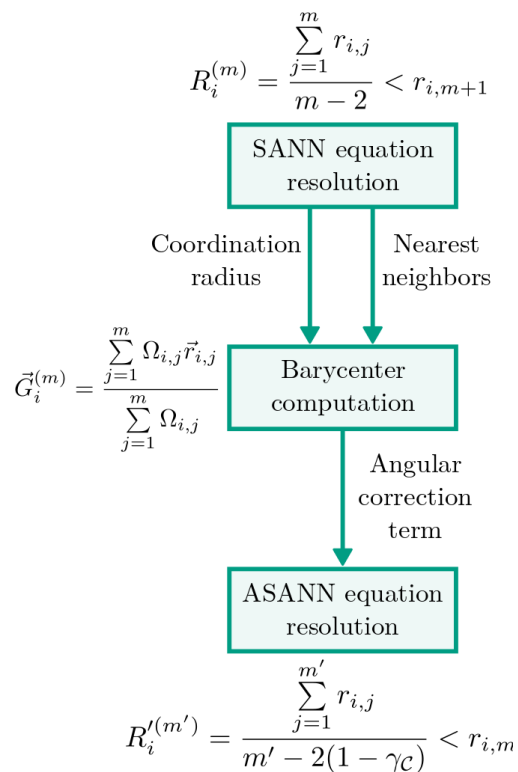 R_i^{(m)} = \frac{\sum_{j=1}^{m} r_{i,j}}{m-2} < r_{i,m+1}
SANN equation
resolution
Coordination
radius
Nearest
neighbors
\vec{G}_i^{(m)} = \frac{\sum_{j=1}^{m} \Omega_{i,j} \vec{r}_{i,j}}{\sum_{j=1}^{m} \Omega_{i,j}}
Barycenter
computation
Angular
correction
term
ASANN equation
resolution
R_i'^{(m')} = \frac{\sum_{j=1}^{m'} r_{i,j}}{m' - 2(1 - \gamma_{\mathcal{C}})} < r_{i,m